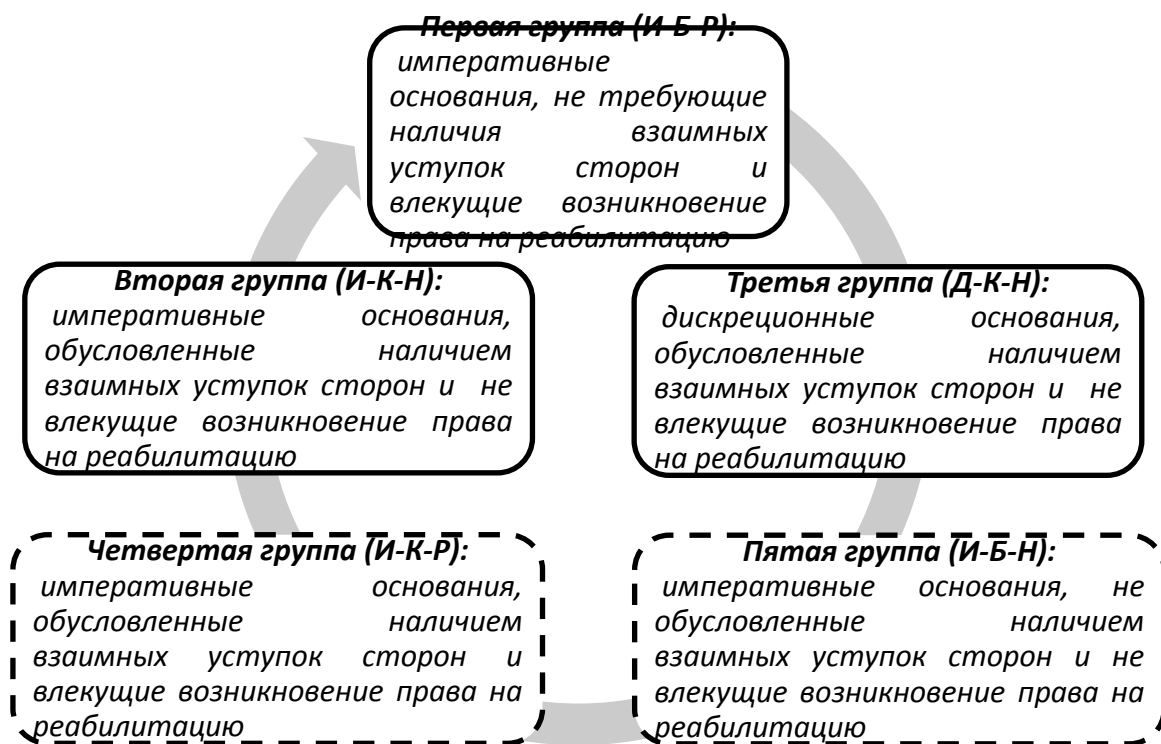 Первая группа (И-Б-Р):
императивные
основания, не требующие
наличия взаимных
уступок сторон и
влекущие возникновение
права на реабилитацию
Вторая группа (И-К-Н):
императивные основания,
обусловленные наличием
взаимных уступок сторон и не
влекущие возникновение права
на реабилитацию
Третья группа (Д-К-Н):
дискреционные основания,
обусловленные наличием
взаимных уступок сторон и не
влекущие возникновение права
на реабилитацию
Четвертая группа (И-К-Р):
императивные основания,
обусловленные наличием
взаимных уступок сторон и
влекущие возникновение права на
реабилитацию
Пятая группа (И-Б-Н):
императивные основания, не
обусловленные наличием
взаимных уступок сторон и не
влекущие возникновение права на
реабилитацию